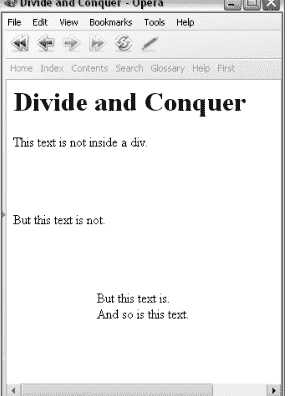 Divide and Conquer - Opera
File Edit View Bookmarks Tools Help
Home Index Contents Search Glossary Help First
Divide and Conquer
This text is not inside a div.
But this text is not.
But this text is.
And so is this text.